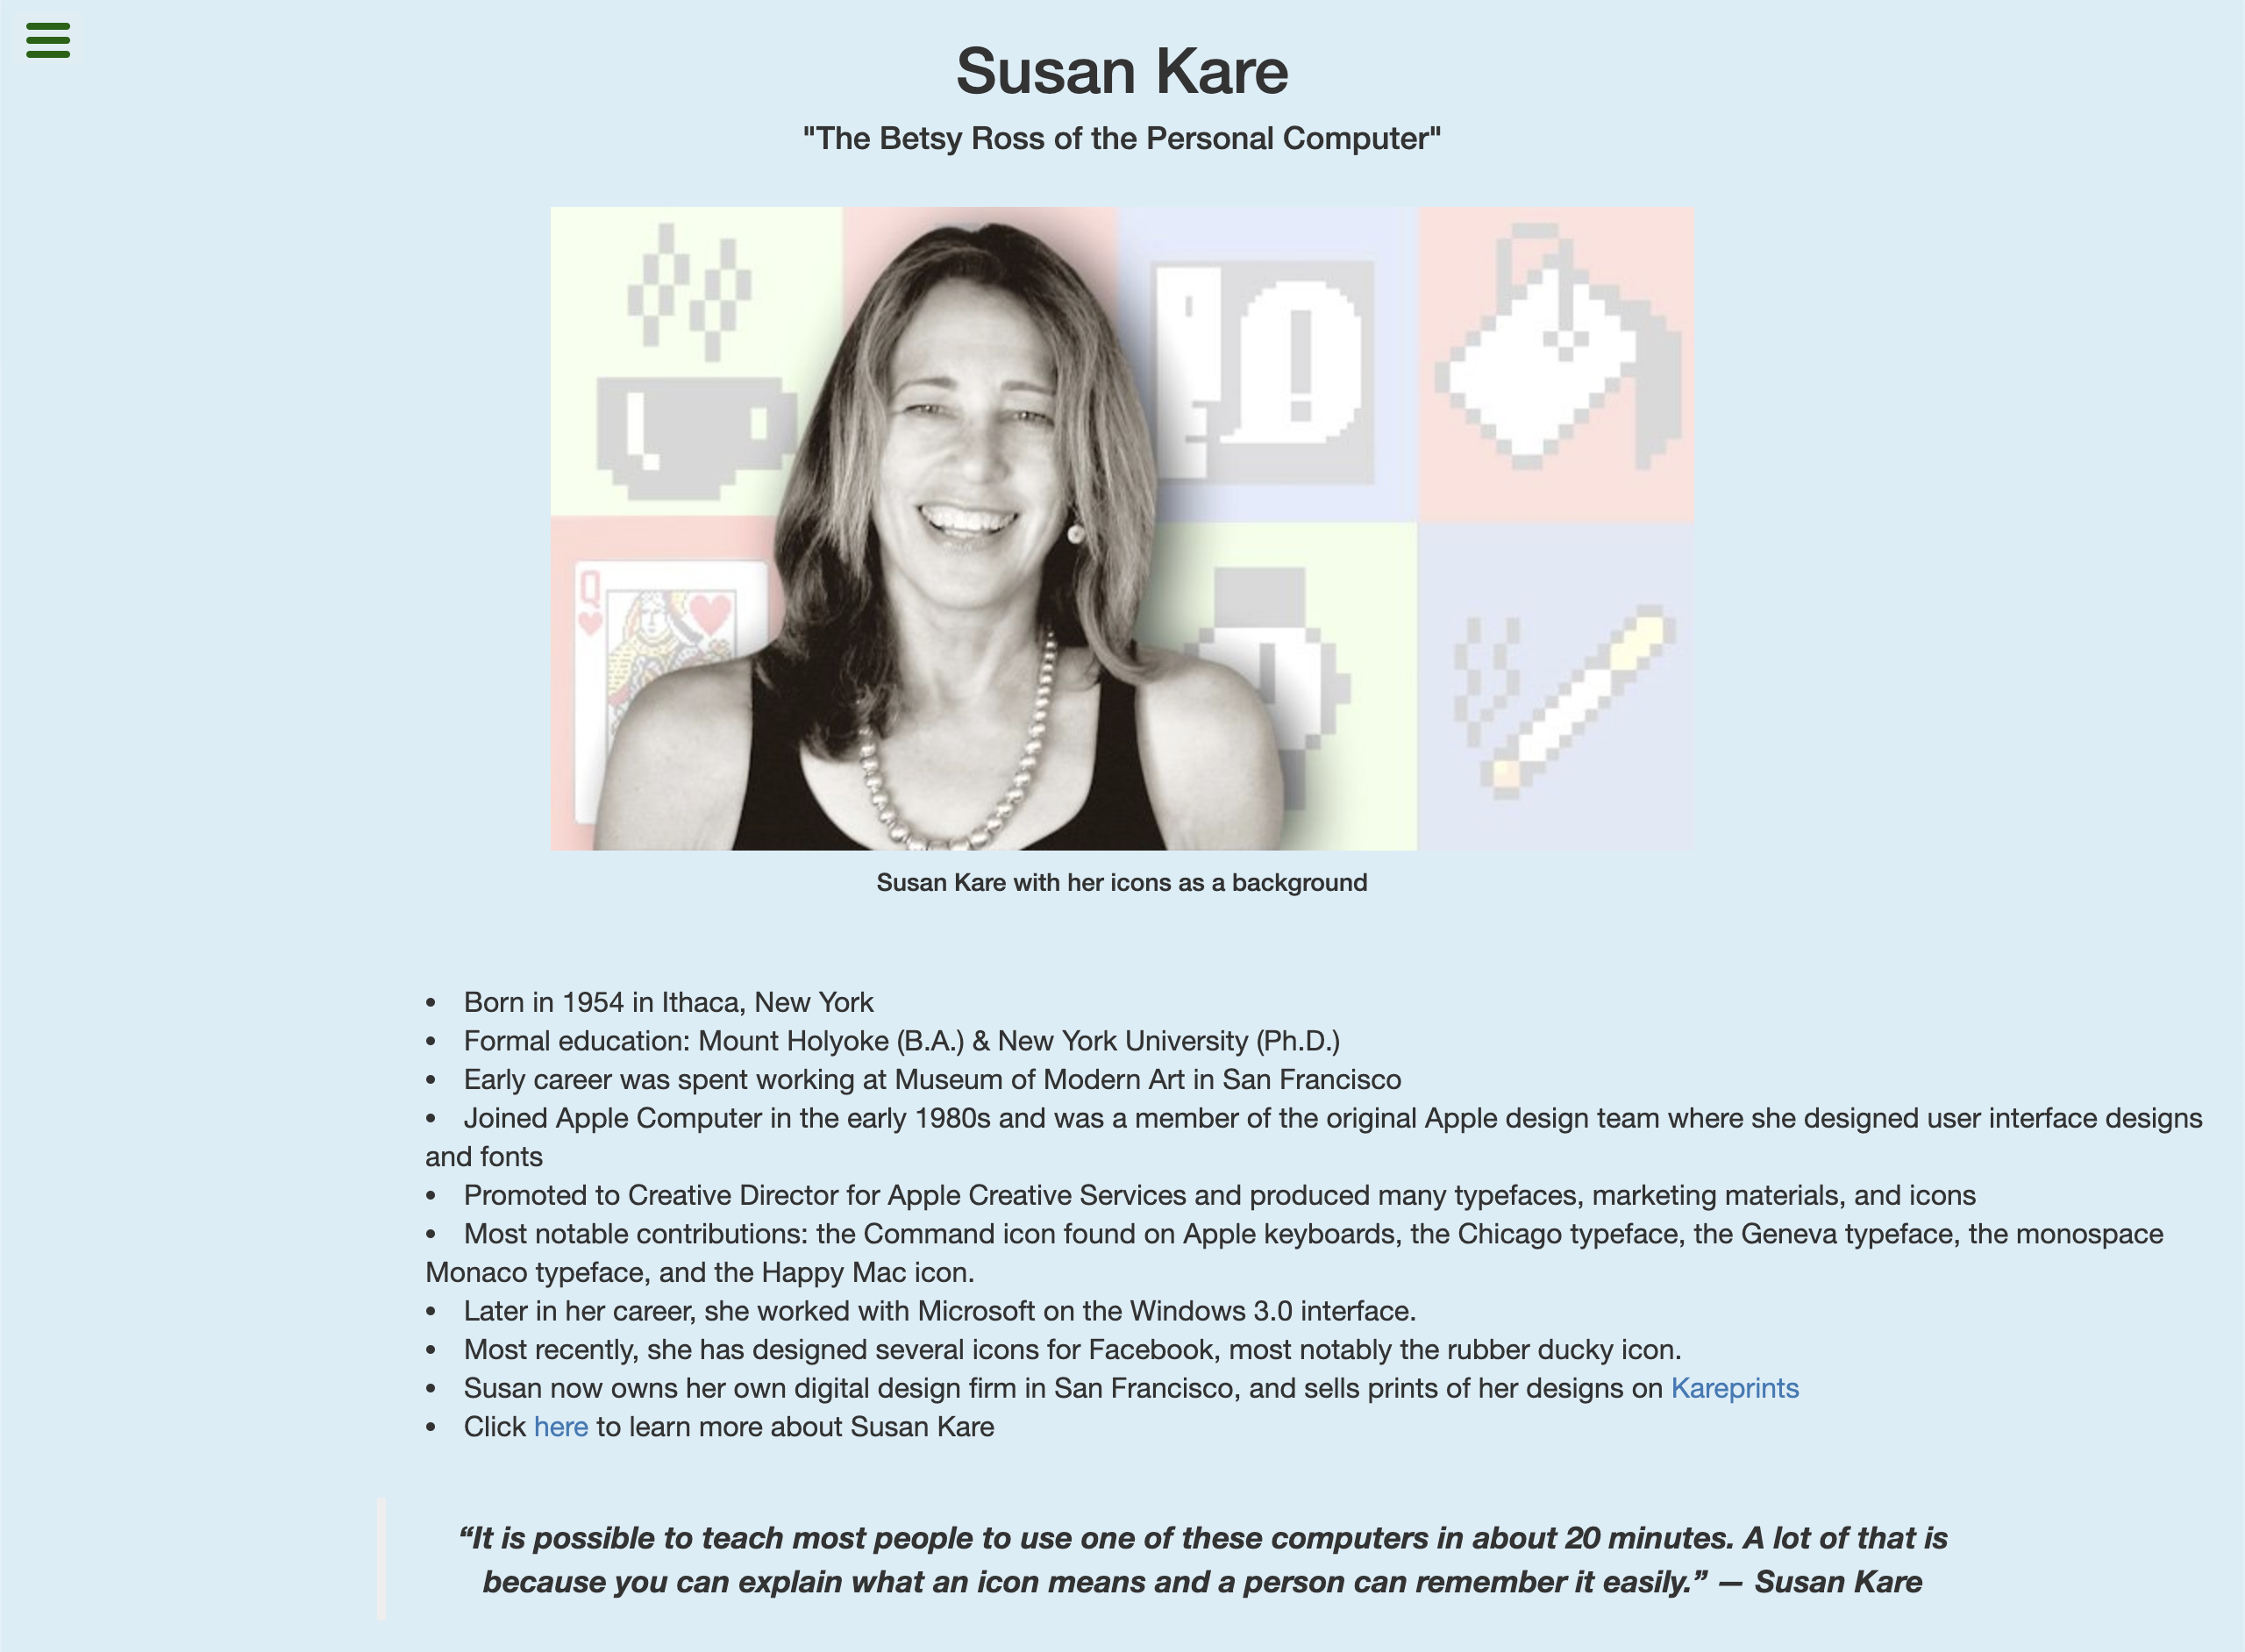 Susan Kare
"The Betsy Ross of the Personal Computer"
Q
Susan Kare with her icons as a background
• Born in 1954 in Ithaca, New York
• Formal education: Mount Holyoke (B.A.) & New York University (Ph.D.)
• Early career was spent working at Museum of Modern Art in San Francisco
• Joined Apple Computer in the early 1980s and was a member of the original Apple design team where she designed user interface designs
and fonts
• Promoted to Creative Director for Apple Creative Services and produced many typefaces, marketing materials, and icons
• Most notable contributions: the Command icon found on Apple keyboards, the Chicago typeface, the Geneva typeface, the monospace
Monaco typeface, and the Happy Mac icon.
• Later in her career, she worked with Microsoft on the Windows 3.0 interface.
• Most recently, she has designed several icons for Facebook, most notably the rubber ducky icon.
• Susan now owns her own digital design firm in San Francisco, and sells prints of her designs on Kareprints
• Click here to learn more about Susan Kare
“It is possible to teach most people to use one of these computers in about 20 minutes. A lot of that is
because you can explain what an icon means and a person can remember it easily.” — Susan Kare